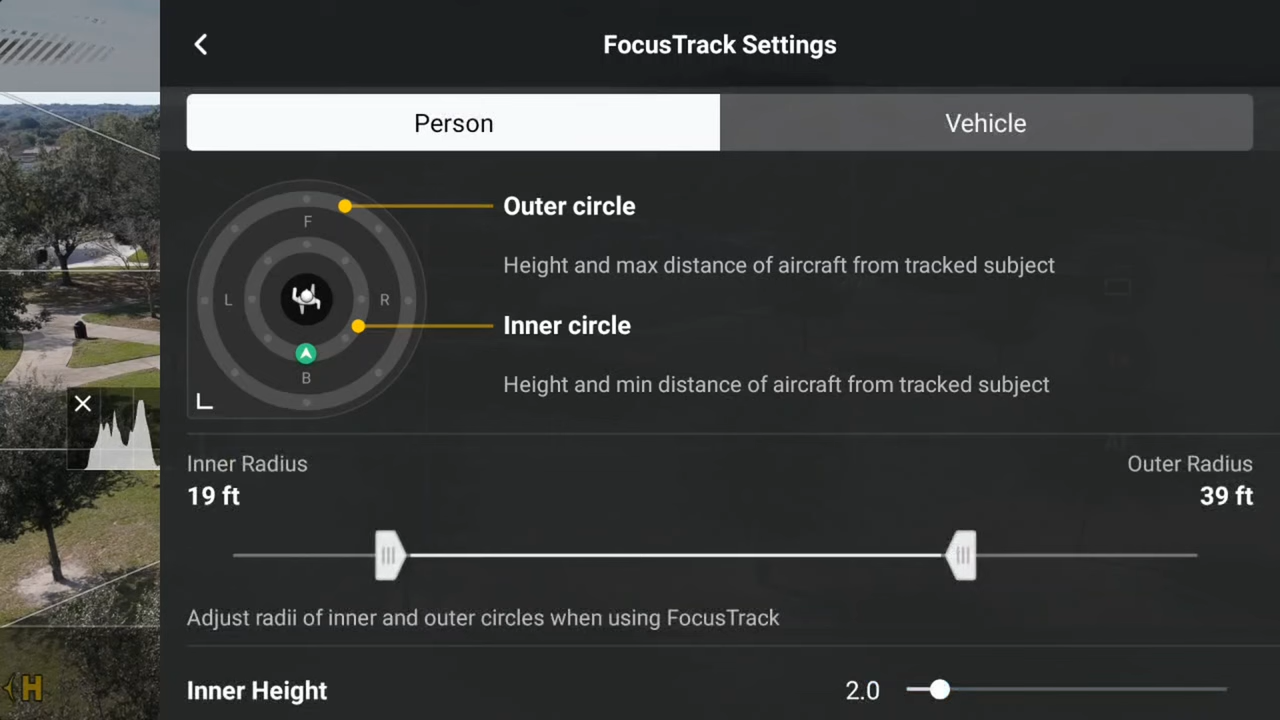 FocusTrack Settings
Person
Vehicle
F
L
R
B
Outer circle
Height and max distance of aircraft from tracked subject
Inner circle
Height and min distance of aircraft from tracked subject
Inner Radius
19 ft
Outer Radius
39 ft
Adjust radii of inner and outer circles when using FocusTrack
Inner Height
2.0
H